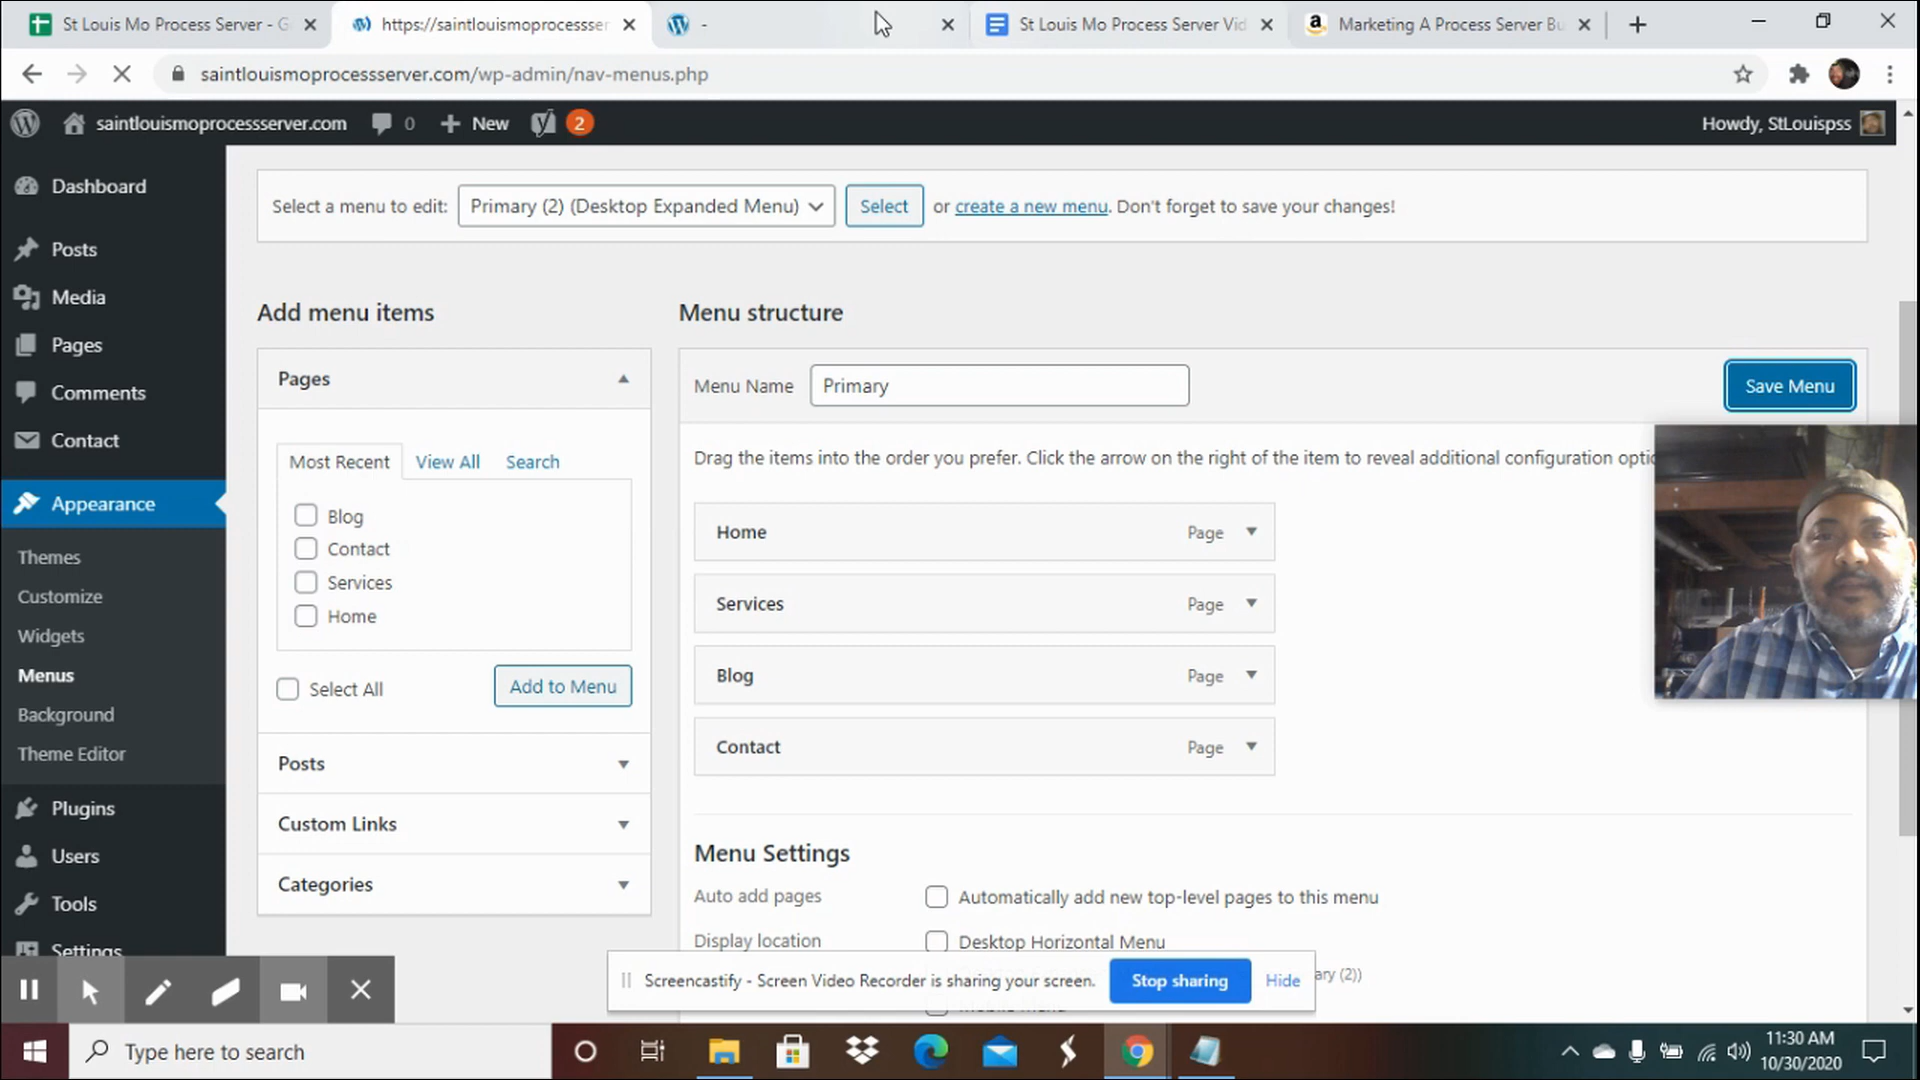 St Louis Mo Process Server - G
https://saintlouismoprocessser
-
St Louis Mo Process Server Vid
Marketing A Process Server Bu
saintlouismoprocessserver.com/wp-admin/nav-menus.php
saintlouismoprocessserver.com
0
New
2
Howdy, StLouispss
Dashboard
Posts
Media
Pages
Comments
Contact
Appearance
Themes
Customize
Widgets
Menus
Background
Theme Editor
Plugins
Users
Tools
Settings
Select a menu to edit:
Primary (2) (Desktop Expanded Menu)
Select
or create a new menu. Don't forget to save your changes!
Add menu items
Pages
Most Recent
View All
Search
Blog
Contact
Services
Home
Select All
Add to Menu
Posts
Custom Links
Categories
Menu structure
Menu Name
Primary
Save Menu
Drag the items into the order you prefer. Click the arrow on the right of the item to reveal additional configuration optio
Home
Page
Services
Page
Blog
Page
Contact
Page
Menu Settings
Auto add pages
Automatically add new top-level pages to this menu
Display location
Desktop Horizontal Menu
ary (2))
Screencastify - Screen Video Recorder is sharing your screen.
Stop sharing
Hide
Type here to search
11:30 AM
10/30/2020